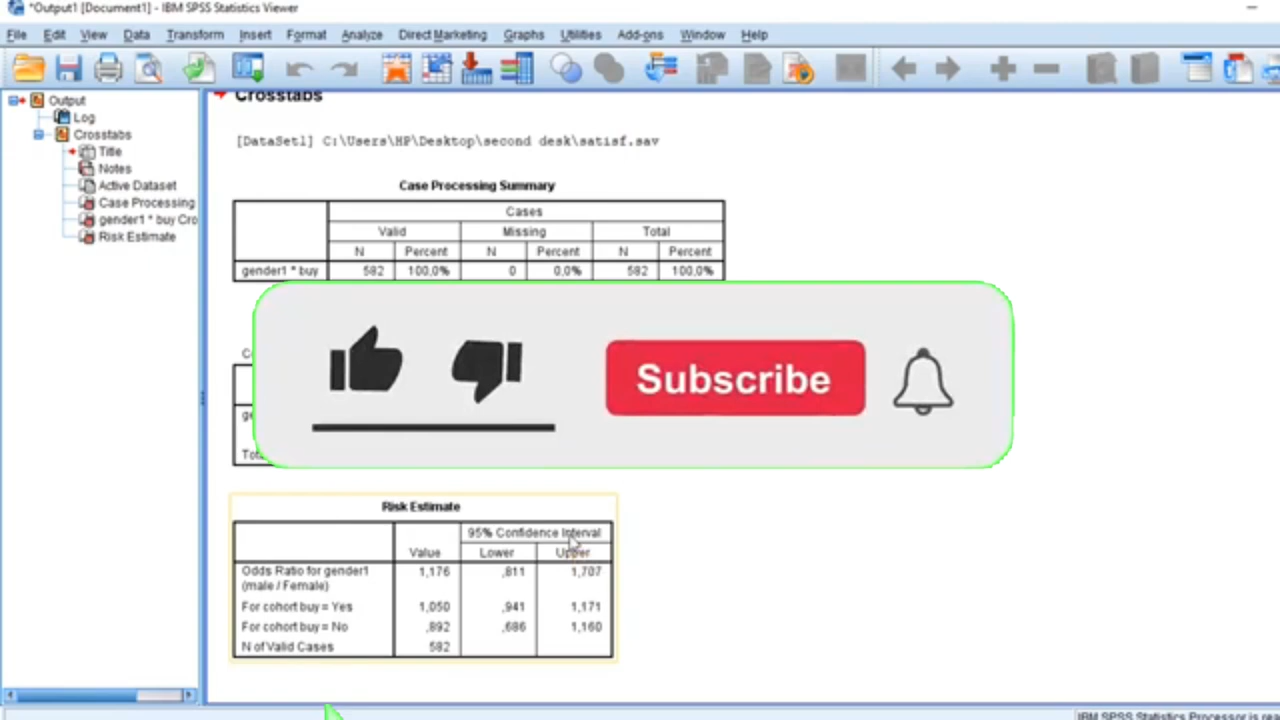 *Output1 [Document1] - IBM SPSS Statistics Viewer
File Edit View Data Transform Insert Format Analyze Direct Marketing Graphs Utilities Add-ons Window Help
Output
Log
Crosstabs
Title
Notes
Active Dataset
Case Processing
gender1 * buy Cro
Risk Estimate
Crosstabs
[DataSet1] C:\Users\HP\Desktop\second desk\satisf.sav
Case Processing Summary
Cases
Valid Missing Total
N Percent N Percent N Percent
gender1 * buy 582 100,0% 0 0,0% 582 100,0%
Subscribe
Risk Estimate
95% Confidence Interval
Value Lower Upper
Odds Ratio for gender1 1,176 ,811 1,707
(male / Female)
For cohort buy = Yes 1,050 ,941 1,171
For cohort buy = No ,892 ,686 1,160
N of Valid Cases 582
IBM SPSS Statistics Processor is